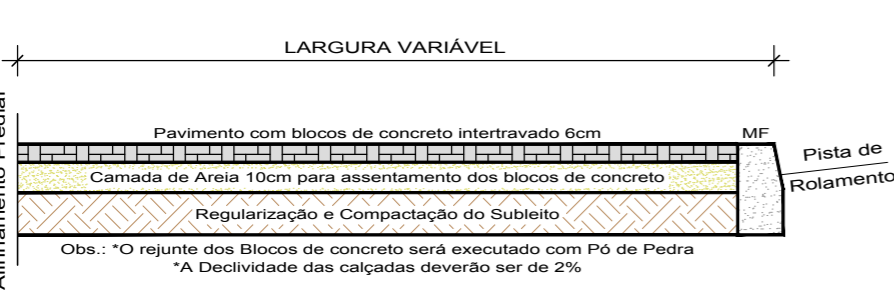 LARGURA VARIÁVEL
Alinhamento Predial
Pavimento com blocos de concreto intertravado 6cm
MF
Pista de
Rolamento
Camada de Areia 10cm para assentamento dos blocos de concreto
Regularização e Compactação do Subleito
Obs.: *O rejunte dos Blocos de concreto será executado com Pó de Pedra
*A Declividade das calçadas deverão ser de 2%